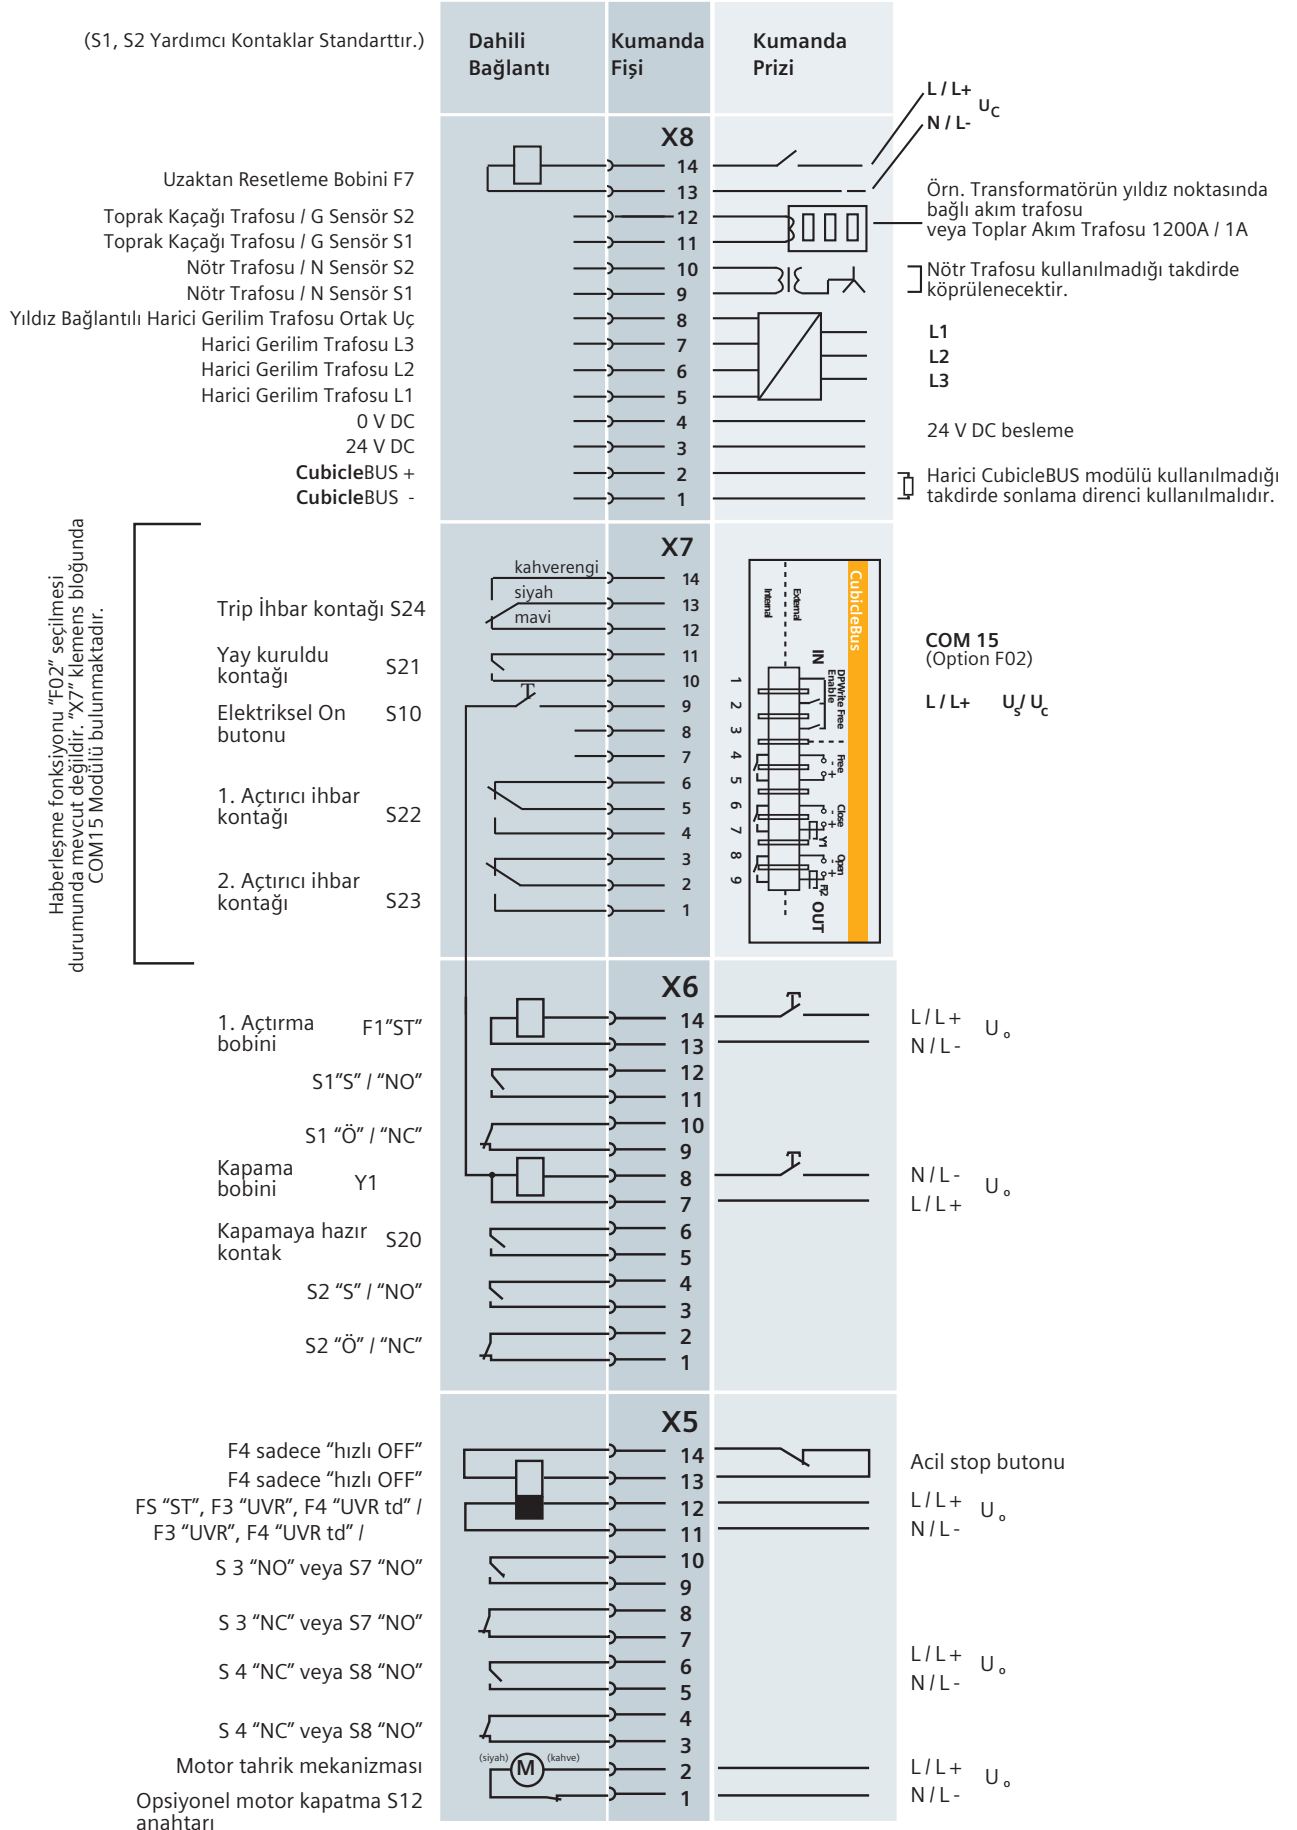 (S1, S2 Yardımcı Kontaklar Standarttır.)
Dahili
Bağlantı
Kumanda
Fişi
Kumanda
Prizi
L / L+
N / L-
UC
X8
Uzaktan Resetleme Bobini F7
14
13
Toprak Kaçağı Trafosu / G Sensör S2
12
Toprak Kaçağı Trafosu / G Sensör S1
11
Örn. Transformatörün yıldız noktasında
bağlı akım trafosu
veya Toplar Akım Trafosu 1200A / 1A
Nötr Trafosu / N Sensör S2
10
Nötr Trafosu / N Sensör S1
9
Nötr Trafosu kullanılmadığı takdirde
köprülenecektir.
Yıldız Bağlantılı Harici Gerilim Trafosu Ortak Uç
8
Harici Gerilim Trafosu L3
7
Harici Gerilim Trafosu L2
6
Harici Gerilim Trafosu L1
5
L1
L2
L3
0 V DC
4
24 V DC
3
24 V DC besleme
CubicleBUS +
2
CubicleBUS -
1
Harici CubicleBUS modülü kullanılmadığı
takdirde sonlama direnci kullanılmalıdır.
Haberleşme fonksiyonu “F02” seçilmesi
durumunda mevcut değildir. “X7” klemens bloğunda
COM15 Modülü bulunmaktadır.
X7
kahverengi
14
siyah
13
mavi
12
Trip İhbar kontağı S24
Yay kuruldu
kontağı
S21
11
10
Elektriksel On
butonu
S10
9
8
7
1. Açtırıcı ihbar
kontağı
S22
6
5
4
2. Açtırıcı ihbar
kontağı
S23
3
2
1
CubicleBus
External
Internal
IN
DPWrite Free
Enable
Free
- +
Close
- +
Y1
Open
- +
F2
OUT
1
2
3
4
5
6
7
8
9
COM 15
(Option F02)
L / L+ Us/ Uc
X6
1. Açtırma
bobini
F1”ST”
14
13
L / L +
N / L -
U o
S1”S” / “NO”
12
11
S1 “Ö” / “NC”
10
9
Kapama
bobini
Y1
8
7
N / L -
L / L +
U o
Kapamaya hazır
kontak
S20
6
5
S2 “S” / “NO”
4
3
S2 “Ö” / “NC”
2
1
X5
F4 sadece “hızlı OFF”
14
F4 sadece “hızlı OFF”
13
Acil stop butonu
FS “ST”, F3 “UVR”, F4 “UVR td” /
12
F3 “UVR”, F4 “UVR td” /
11
L / L +
N / L -
U o
S 3 “NO” veya S7 “NO”
10
9
S 3 “NC” veya S7 “NO”
8
7
S 4 “NC” veya S8 “NO”
6
5
L / L +
N / L -
U o
S 4 “NC” veya S8 “NO”
4
3
Motor tahrik mekanizması
(siyah)
M
(kahve)
2
Opsiyonel motor kapatma S12
anahtarı
1
L / L +
N / L -
U o